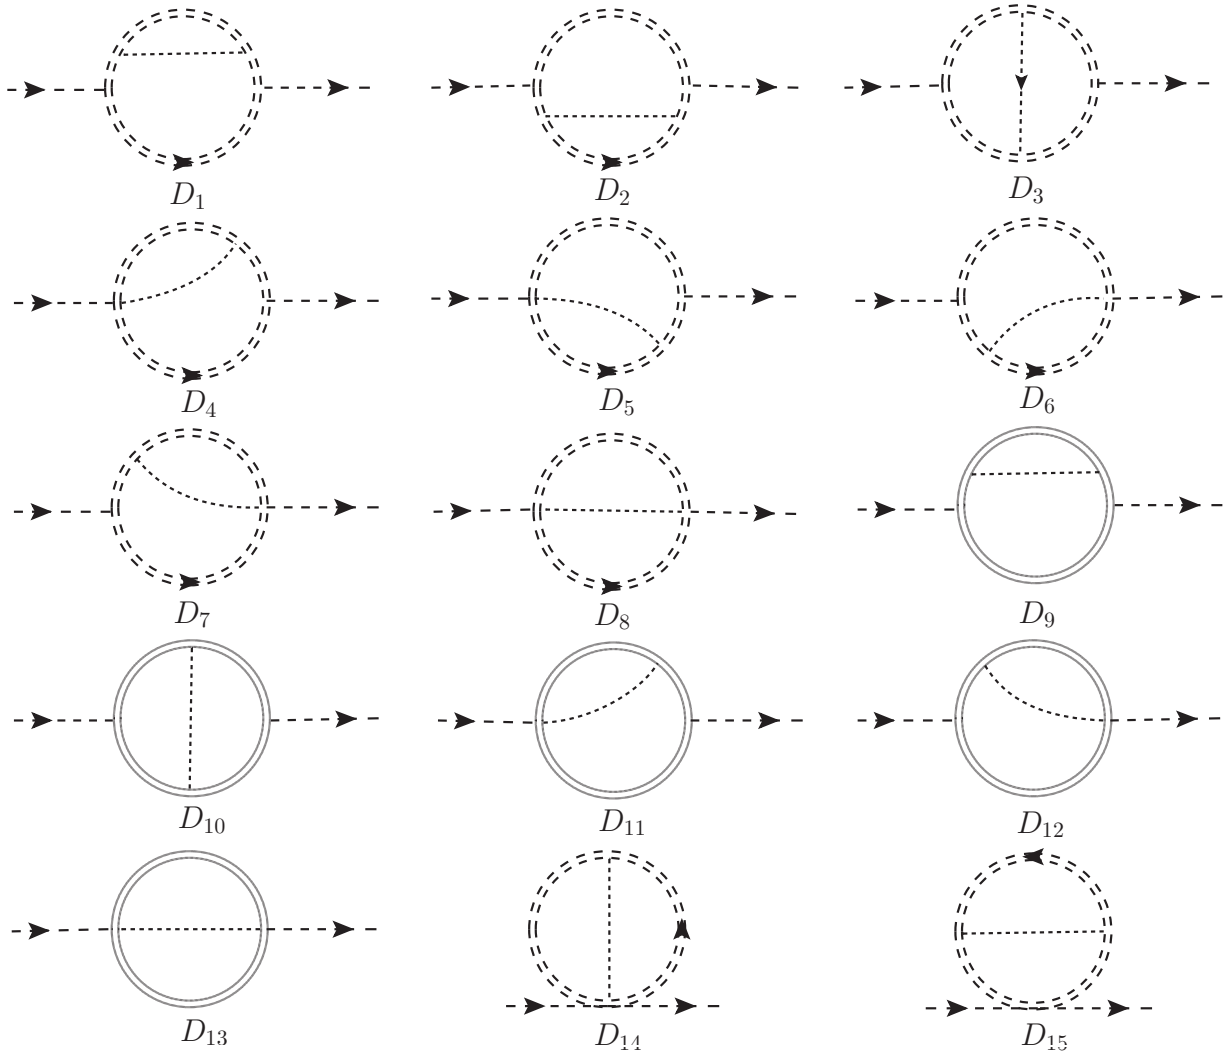 D₁ D₂ D₃
D₄ D₅ D₆
D₇ D₈ D₉
D₁₀ D₁₁ D₁₂
D₁₃ D₁₄ D₁₅